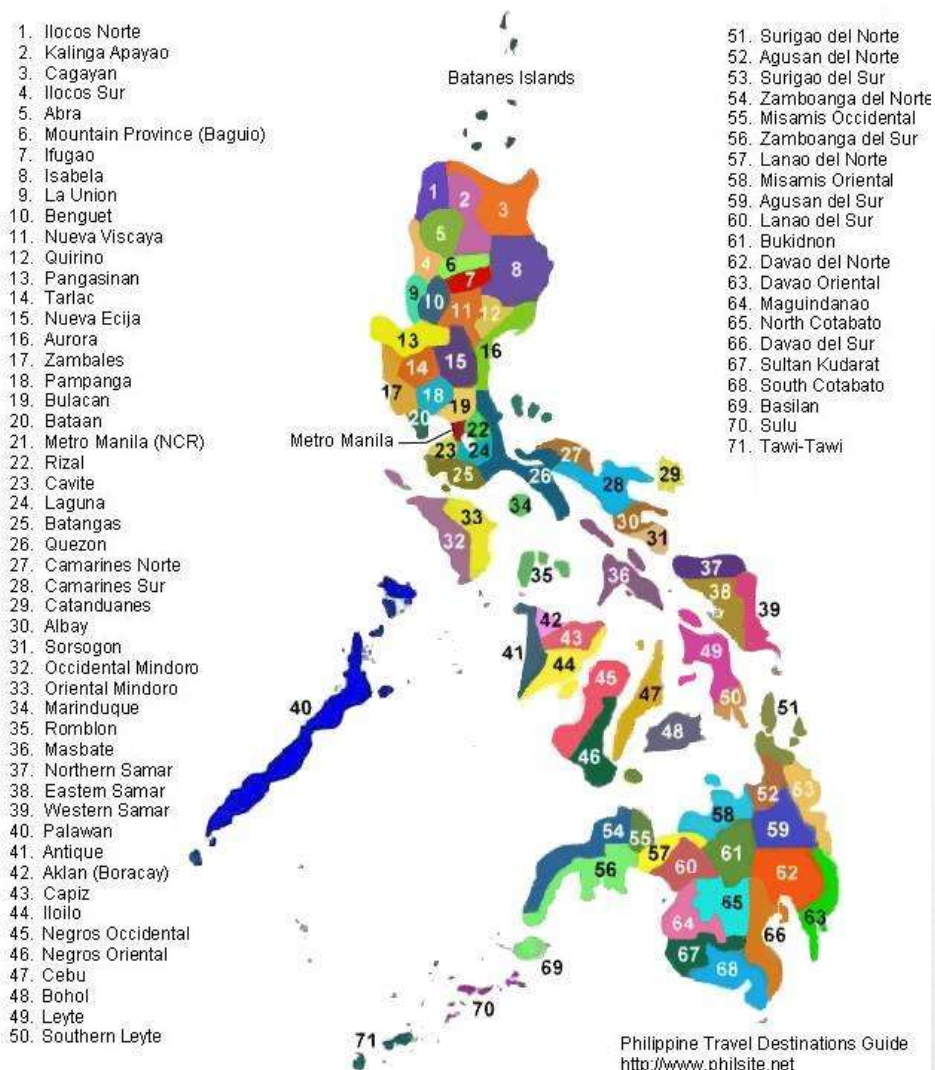 1. Ilocos Norte
2. Kalinga Apayao
3. Cagayan
4. Ilocos Sur
5. Abra
6. Mountain Province (Baguio)
7. Ifugao
8. Isabela
9. La Union
10. Benguet
11. Nueva Viscaya
12. Quirino
13. Pangasinan
14. Tarlac
15. Nueva Ecija
16. Aurora
17. Zambales
18. Pampanga
19. Bulacan
20. Bataan
21. Metro Manila (NCR)
22. Rizal
23. Cavite
24. Laguna
25. Batangas
26. Quezon
27. Camarines Norte
28. Camarines Sur
29. Catanduanes
30. Albay
31. Sorsogon
32. Occidental Mindoro
33. Oriental Mindoro
34. Marinduque
35. Romblon
36. Masbate
37. Northern Samar
38. Eastern Samar
39. Western Samar
40. Palawan
41. Antique
42. Aklan (Boracay)
43. Capiz
44. Iloilo
45. Negros Occidental
46. Negros Oriental
47. Cebu
48. Bohol
49. Leyte
50. Southern Leyte
51. Surigao del Norte
52. Agusan del Norte
53. Surigao del Sur
54. Zamboanga del Norte
55. Misamis Occidental
56. Zamboanga del Sur
57. Lanao del Norte
58. Misamis Oriental
59. Agusan del Sur
60. Lanao del Sur
61. Bukidnon
62. Davao del Norte
63. Davao Oriental
64. Maguindanao
65. North Cotabato
66. Davao del Sur
67. Sultan Kudarat
68. South Cotabato
69. Basilan
70. Sulu
71. Tawi-Tawi
Batanes Islands
1
2
3
5
4
6
7
8
9
10
11
12
13
14
15
16
17
18
19
20
Metro Manila
22
23
24
25
26
27
28
29
30
31
32
33
34
35
36
37
38
39
40
41
42
43
44
45
46
47
48
49
50
51
52
53
54
55
56
57
58
59
60
61
62
63
64
65
66
67
68
69
70
71
Philippine Travel Destinations Guide
http://www.philsite.net